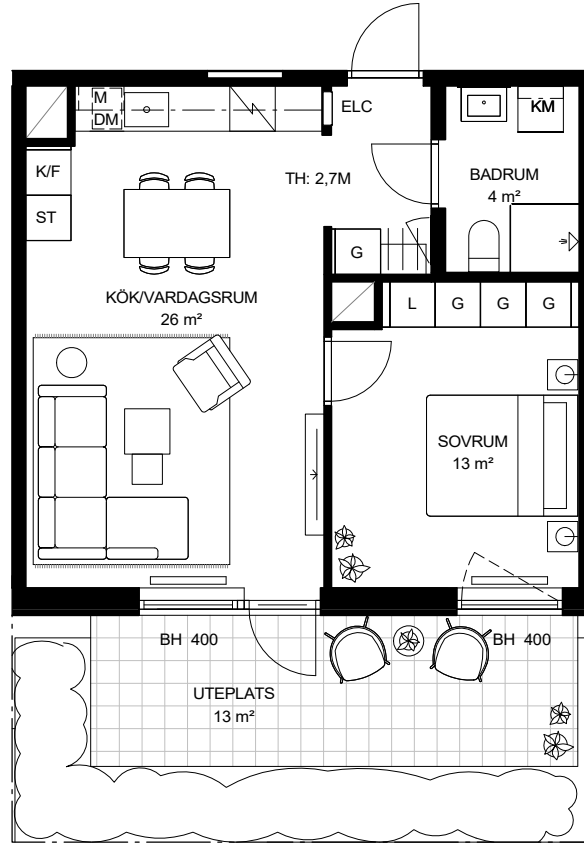 M
DM
ELC
KM
K/F
TH: 2,7M
BADRUM
4 m²
ST
G
KÖK/VARDAGSRUM
26 m²
L G G G
SOVRUM
13 m²
BH 400
BH 400
UTEPLATS
13 m²